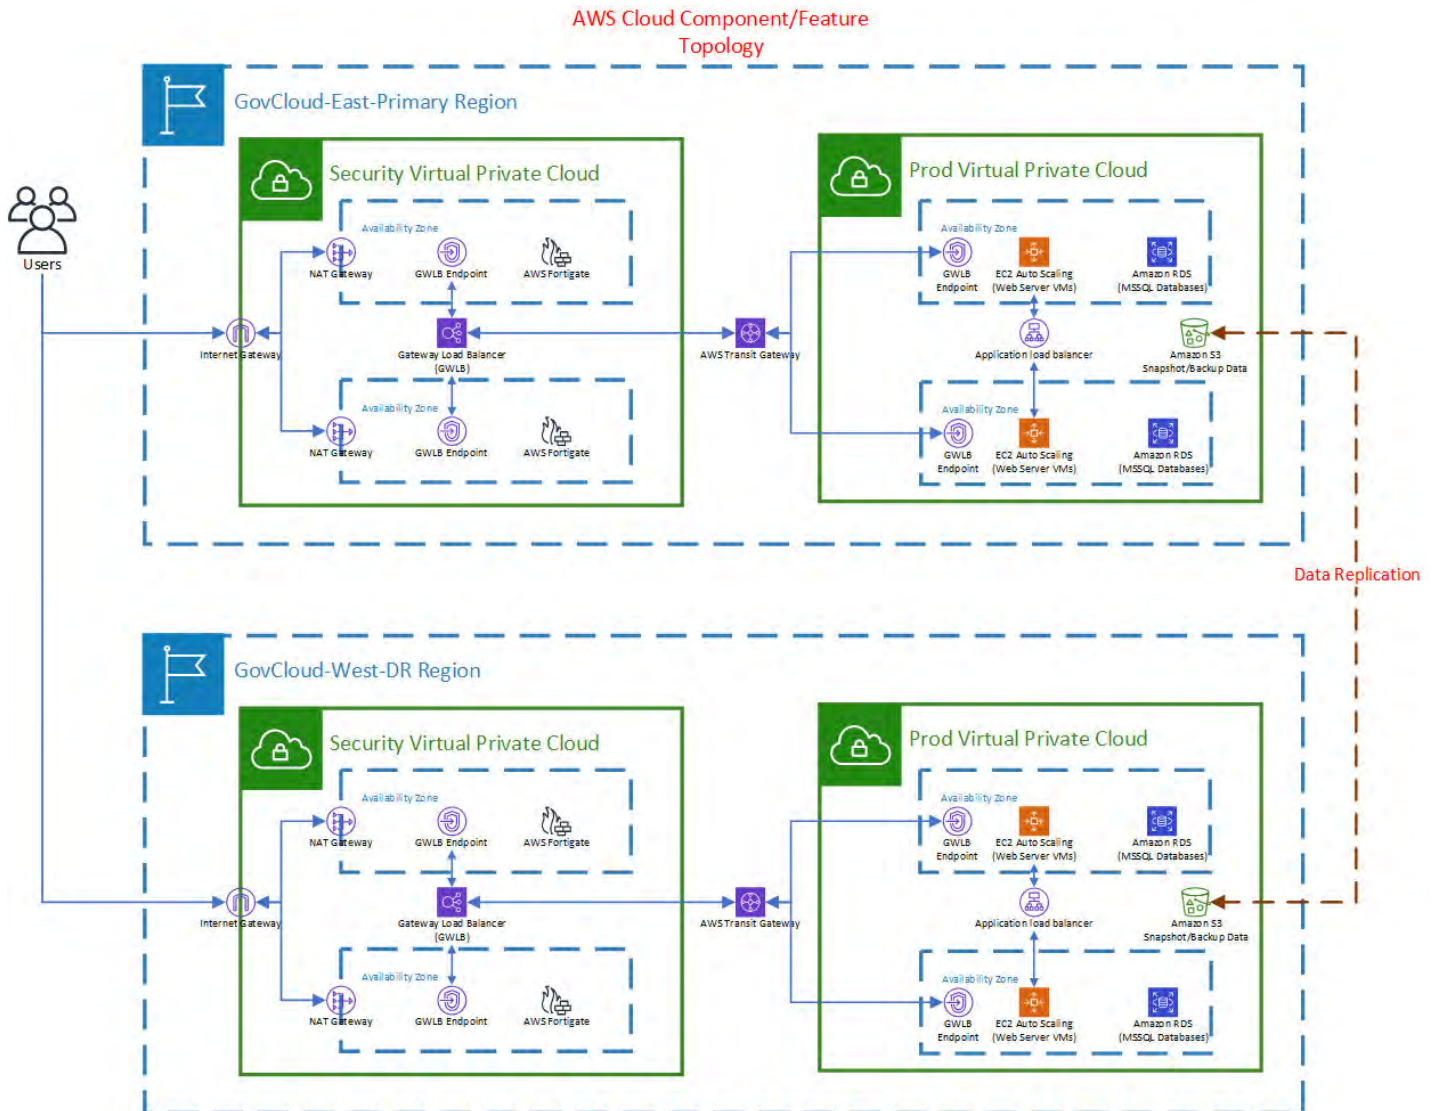 AWS Cloud Component/Feature
Topology
GovCloud-East-Primary Region
Security Virtual Private Cloud
Prod Virtual Private Cloud
Users
Availability Zone
NAT Gateway
GWLB Endpoint
AWS Fortigate
Availability Zone
GWLB
Endpoint
EC2 Auto Scaling
(Web Server VMs)
Amazon RDS
(MSSQL Databases)
Internet Gateway
Gateway Load Balancer
(GWLB)
AWS Transit Gateway
Application load balancer
Amazon S3
Snapshot/Backup Data
Availability Zone
NAT Gateway
GWLB Endpoint
AWS Fortigate
Availability Zone
GWLB
Endpoint
EC2 Auto Scaling
(Web Server VMs)
Amazon RDS
(MSSQL Databases)
Data Replication
GovCloud-West-DR Region
Security Virtual Private Cloud
Prod Virtual Private Cloud
Availability Zone
NAT Gateway
GWLB Endpoint
AWS Fortigate
Availability Zone
GWLB
Endpoint
EC2 Auto Scaling
(Web Server VMs)
Amazon RDS
(MSSQL Databases)
Internet Gateway
Gateway Load Balancer
(GWLB)
AWS Transit Gateway
Application load balancer
Amazon S3
Snapshot/Backup Data
Availability Zone
NAT Gateway
GWLB Endpoint
AWS Fortigate
Availability Zone
GWLB
Endpoint
EC2 Auto Scaling
(Web Server VMs)
Amazon RDS
(MSSQL Databases)